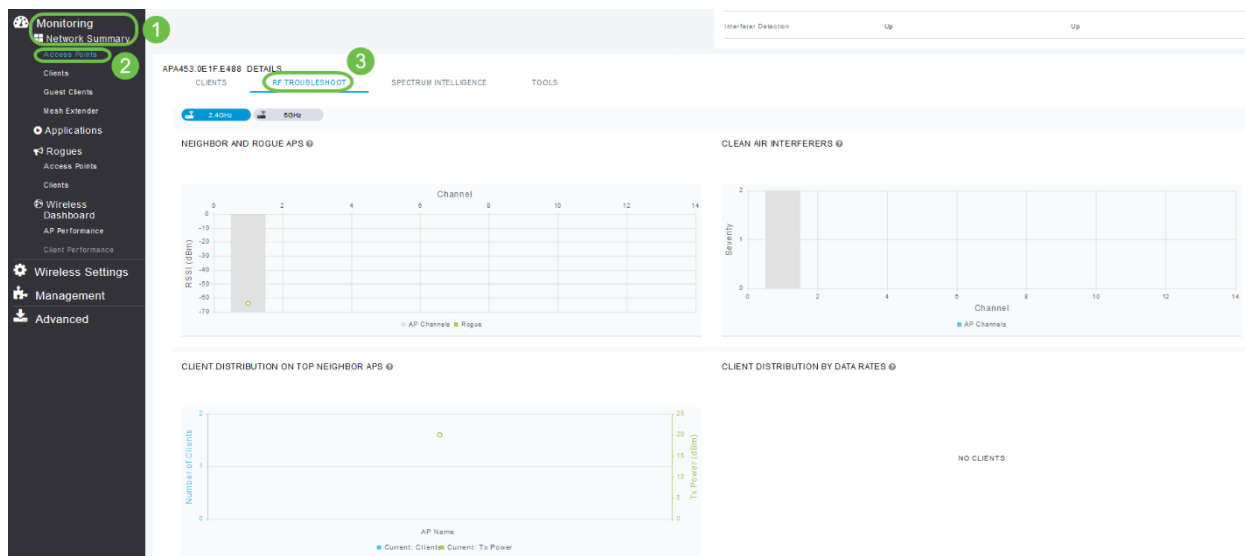 Monitoring
1
Network Summary
Access Points
2
Clients
Guest Clients
Mesh Extender
Applications
Rogues
Access Points
Clients
Wireless
Dashboard
AP Performance
Client Performance
Wireless Settings
Management
Advanced
Interferer Detection Up Up
APA453.0E1F.E488 DETAILS
3
CLIENTS RF TROUBLESHOOT SPECTRUM INTELLIGENCE TOOLS
2.4GHz 5GHz
NEIGHBOR AND ROGUE APS
Channel
0 2 4 6 8 10 12 14
RSSI (dBm)
0
-10
-20
-30
-40
-50
-60
-70
AP Channels Rogue
CLEAN AIR INTERFERERS
Severity
2
1
0
0 2 4 6 8 10 12 14
Channel
AP Channels
CLIENT DISTRIBUTION ON TOP NEIGHBOR APS
Number of Clients
2
1
0
25
20
15
10
5
0
Tx Power (dBm)
AP Name
Current: Clients Current: Tx Power
CLIENT DISTRIBUTION BY DATA RATES
NO CLIENTS